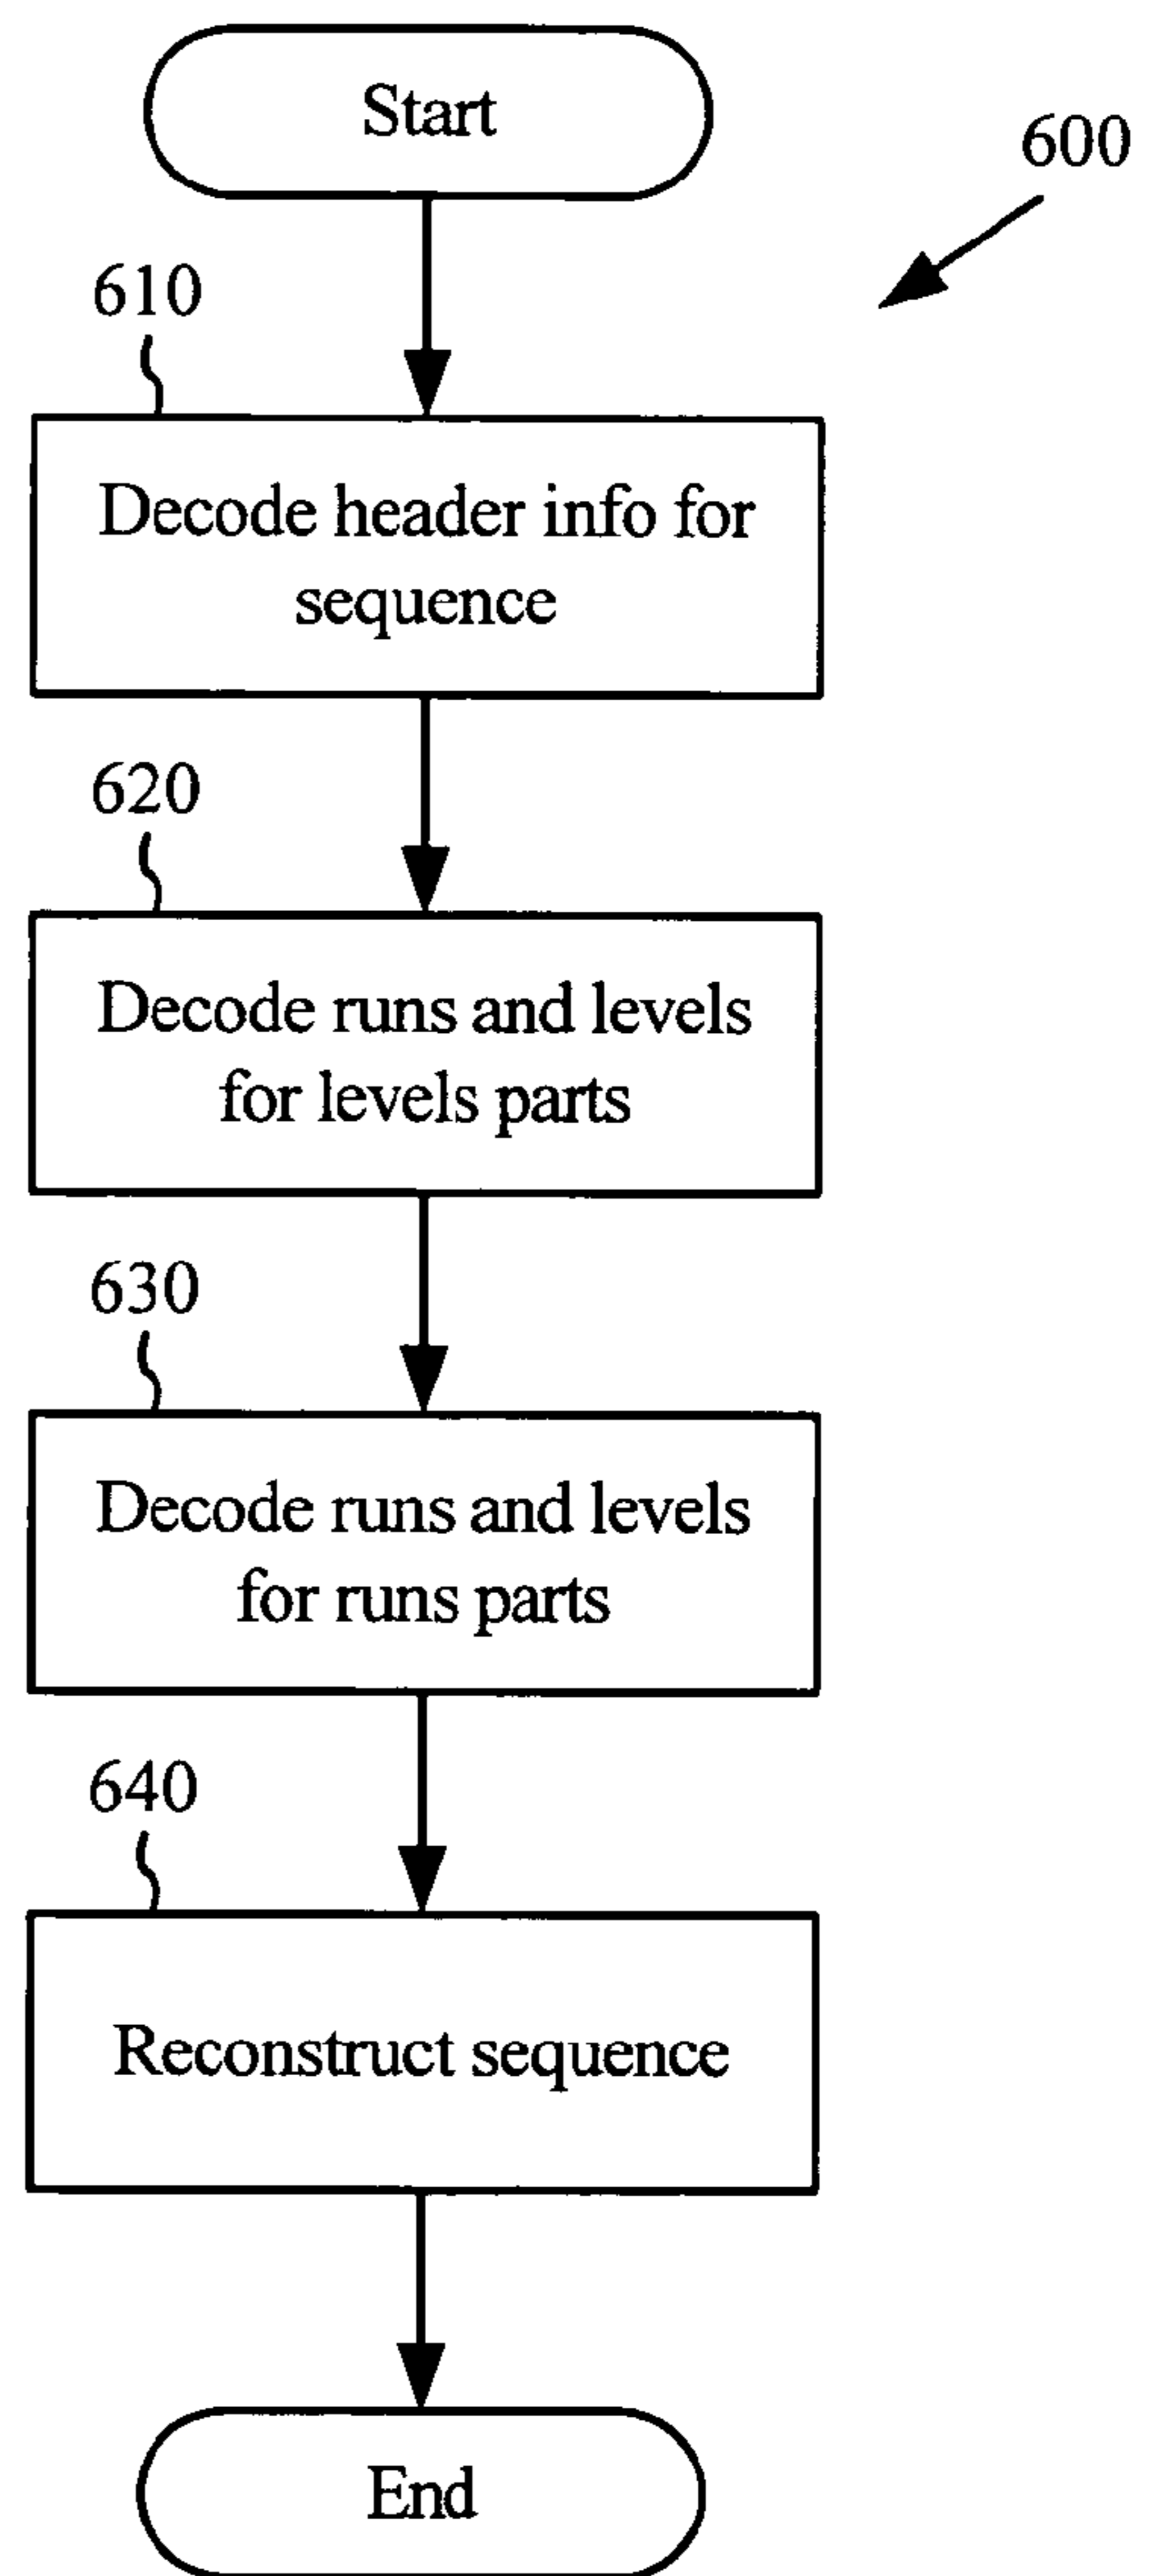 Start
600
610
Decode header info for
sequence
620
Decode runs and levels
for levels parts
630
Decode runs and levels
for runs parts
640
Reconstruct sequence
End